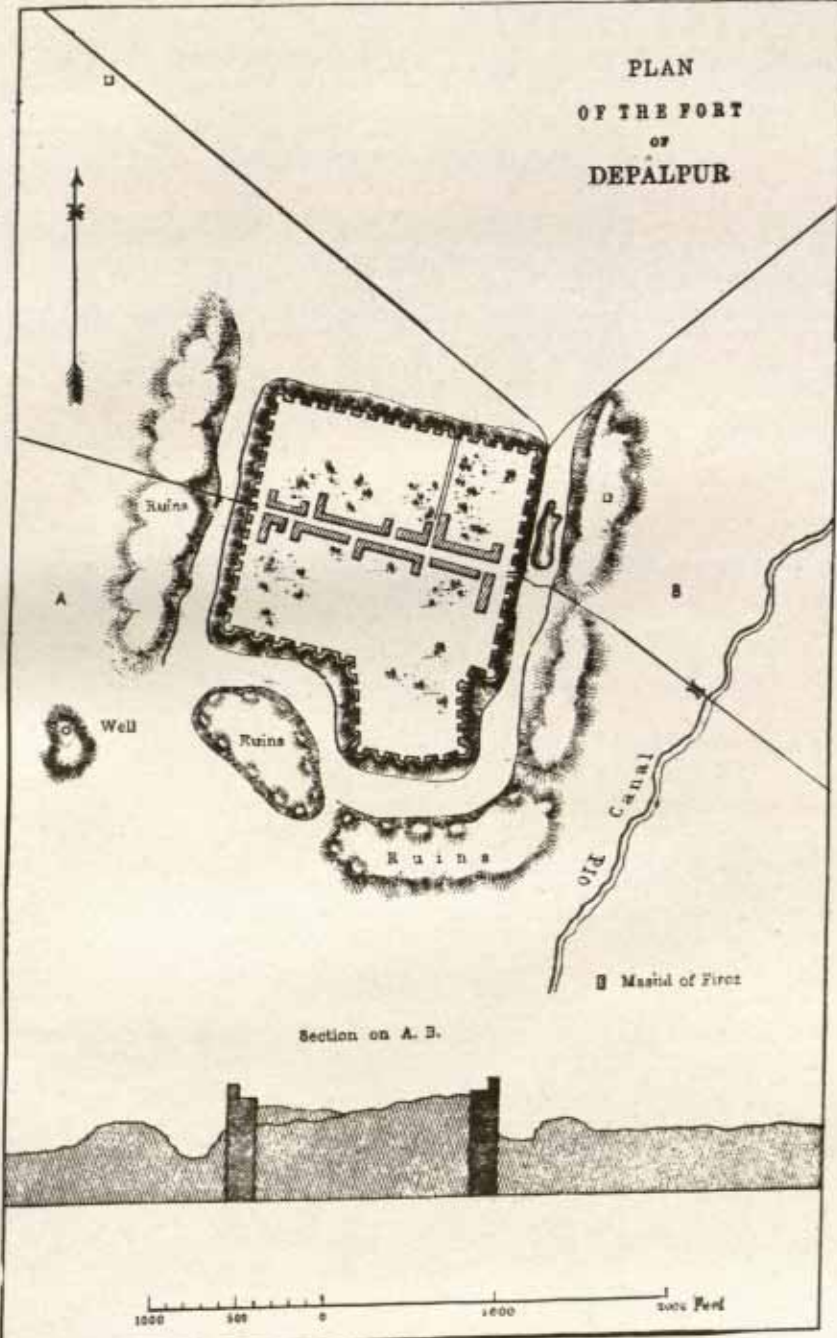 PLAN
OF THE FORT
OF
DEPALPUR
Ruins
A
B
Well
Ruins
Ruins
Old Canal
Masjid of Firoz
Section on A. B.
1000 500 0 1000 2000 Feet